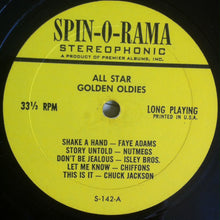 SPIN-O-RAMA
STEREOPHONIC
A PRODUCT OF PREMIER ALBUMS, INC.
ALL STAR
GOLDEN OLDIES
33⅓ RPM
LONG PLAYING
PRINTED IN U.S.A.
SHAKE A HAND — FAYE ADAMS
STORY UNTOLD — NUTMEGS
DON'T BE JEALOUS — ISLEY BROS.
LET ME KNOW — CHIFFONS
THIS IS IT — CHUCK JACKSON
S-142-A